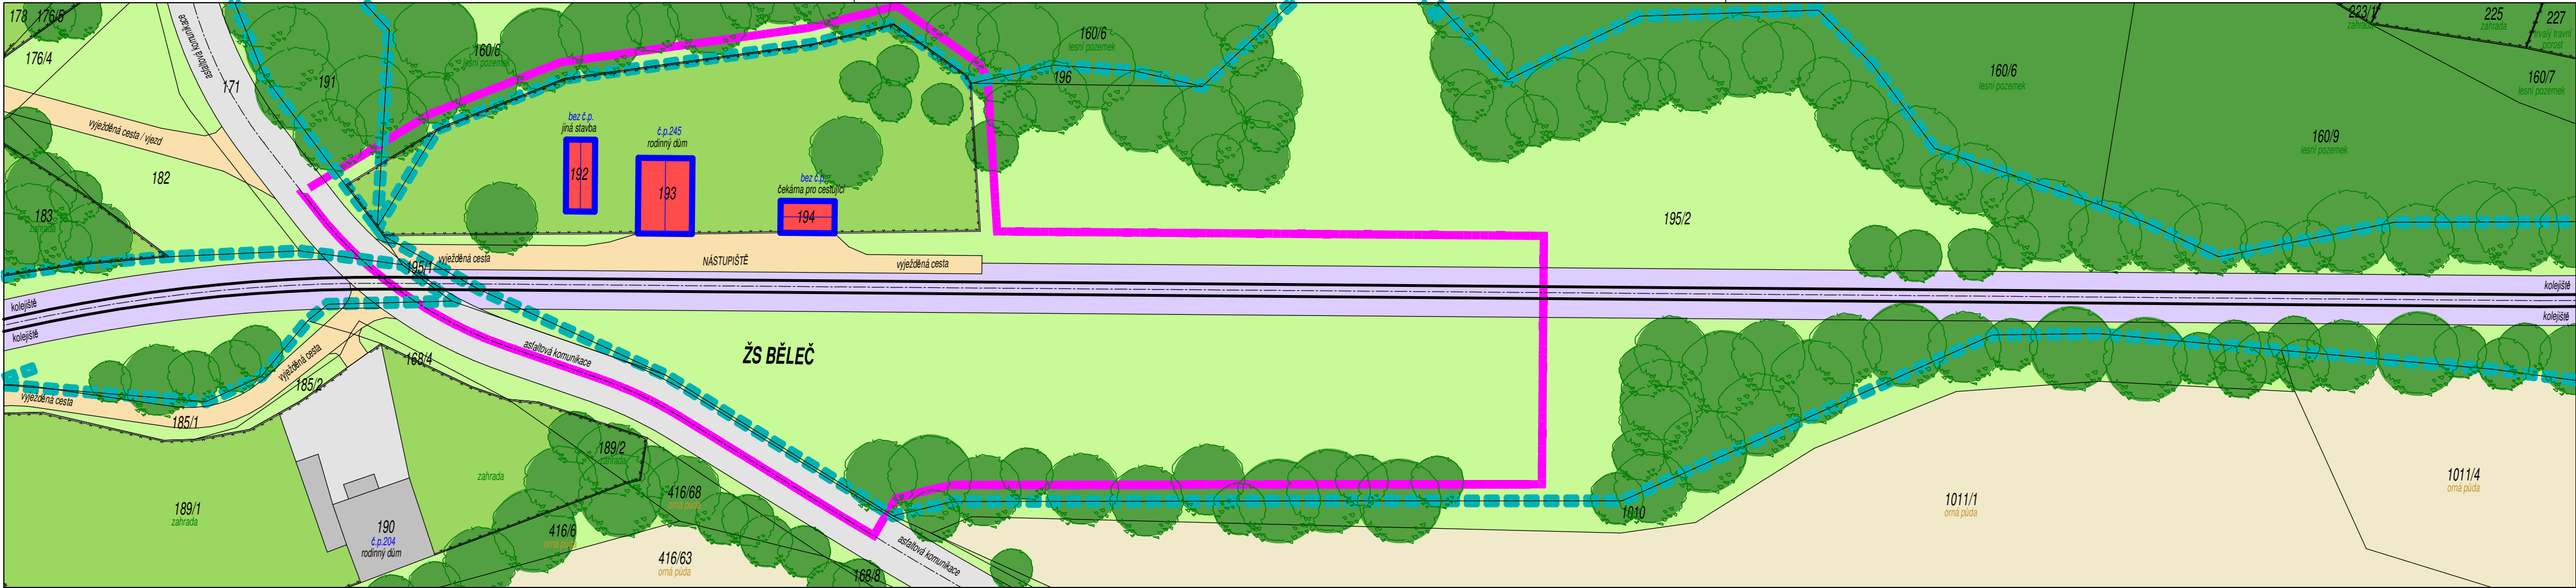 178 176/5
176/4
asfaltová komunikace
171
191
160/6
lesní pozemek
160/6
lesní pozemek
196
160/6
lesní pozemek
223/1
zahrada
225
zahrada
227
trvalý travní
porost
160/7
lesní pozemek
160/9
lesní pozemek
vyježděná cesta / vjezd
182
183
zahrada
bez č.p.
jiná stavba
192
č.p.245
rodinný dům
193
bez č.p.
čekárna pro cestující
194
195/2
195/1
vyježděná cesta
NÁSTUPIŠTĚ
vyježděná cesta
kolejiště
kolejiště
kolejiště
kolejiště
ŽS BĚLEČ
asfaltová komunikace
168/4
vyježděná cesta
185/2
vyježděná cesta
185/1
189/1
zahrada
190
č.p.204
rodinný dům
zahrada
189/2
zahrada
416/68
orná půda
416/6
orná půda
416/63
orná půda
168/8
asfaltová komunikace
1010
1011/1
orná půda
1011/4
orná půda